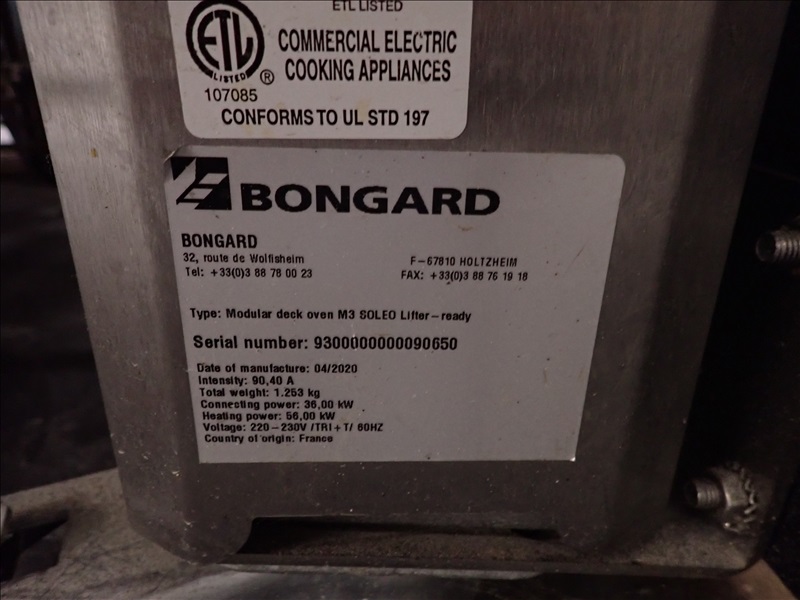 ETL LISTED
ETL
LISTED
®
107085
COMMERCIAL ELECTRIC
COOKING APPLIANCES
CONFORMS TO UL STD 197
BONGARD
BONGARD
32, route de Wolfisheim F-67810 HOLTZHEIM
Tel: +33(0)3 88 78 00 23 FAX: +33(0)3 88 76 19 18
Type: Modular deck oven M3 SOLEO Lifter-ready
Serial number: 9300000000090650
Date of manufacture: 04/2020
Intensity: 90,40 A
Total weight: 1.253 kg
Connecting power: 36,00 kW
Heating power: 56,00 kW
Voltage: 220-230V /TRI+T/ 60HZ
Country of origin: France